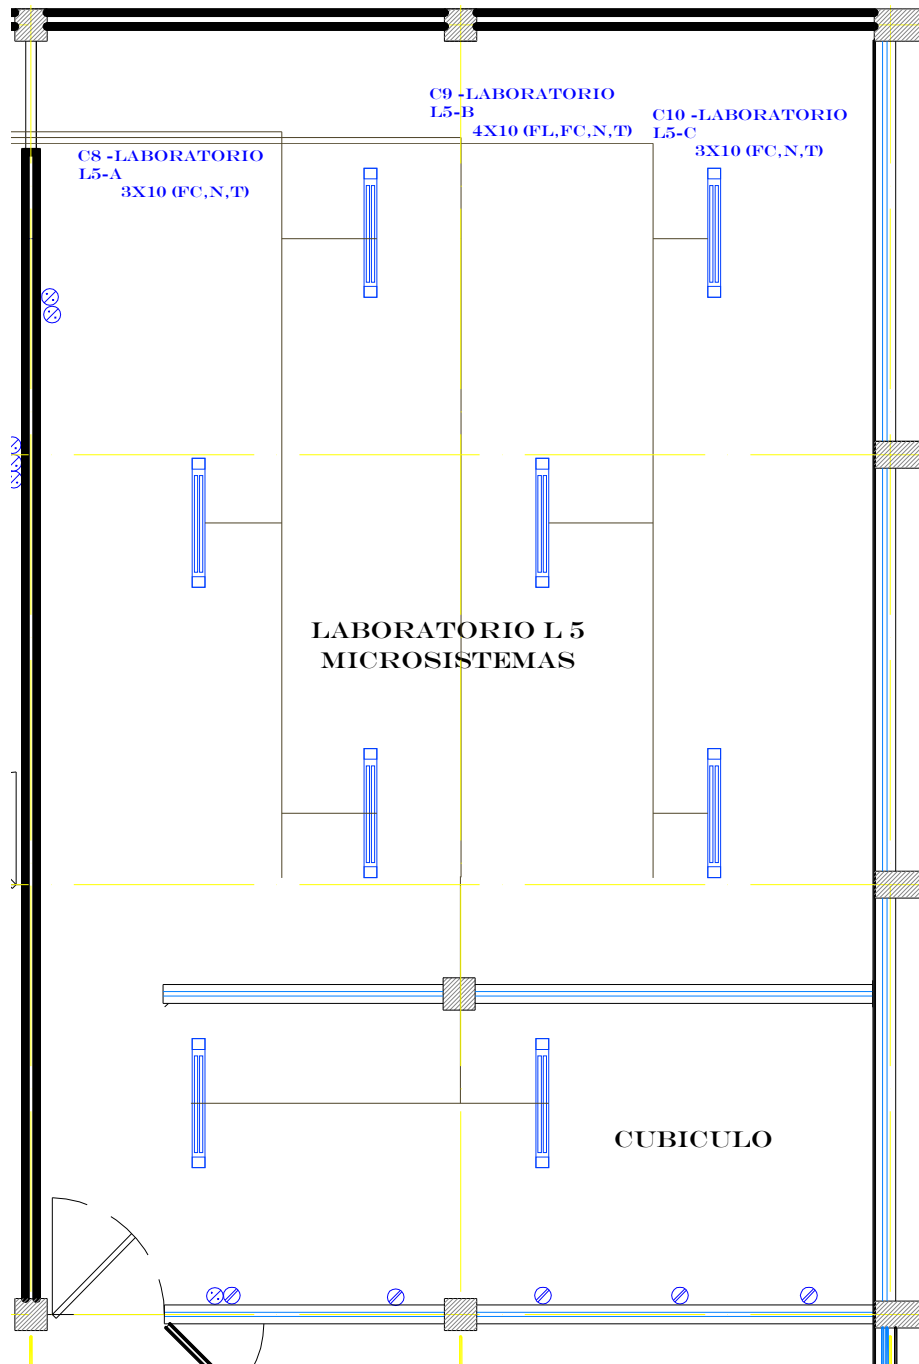 C9 -LABORATORIO
L5-B
4X10 (FL,FC,N,T)
C10 -LABORATORIO
L5-C
3X10 (FC,N,T)
C8 -LABORATORIO
L5-A
3X10 (FC,N,T)
LABORATORIO L 5
MICROSISTEMAS
CUBICULO